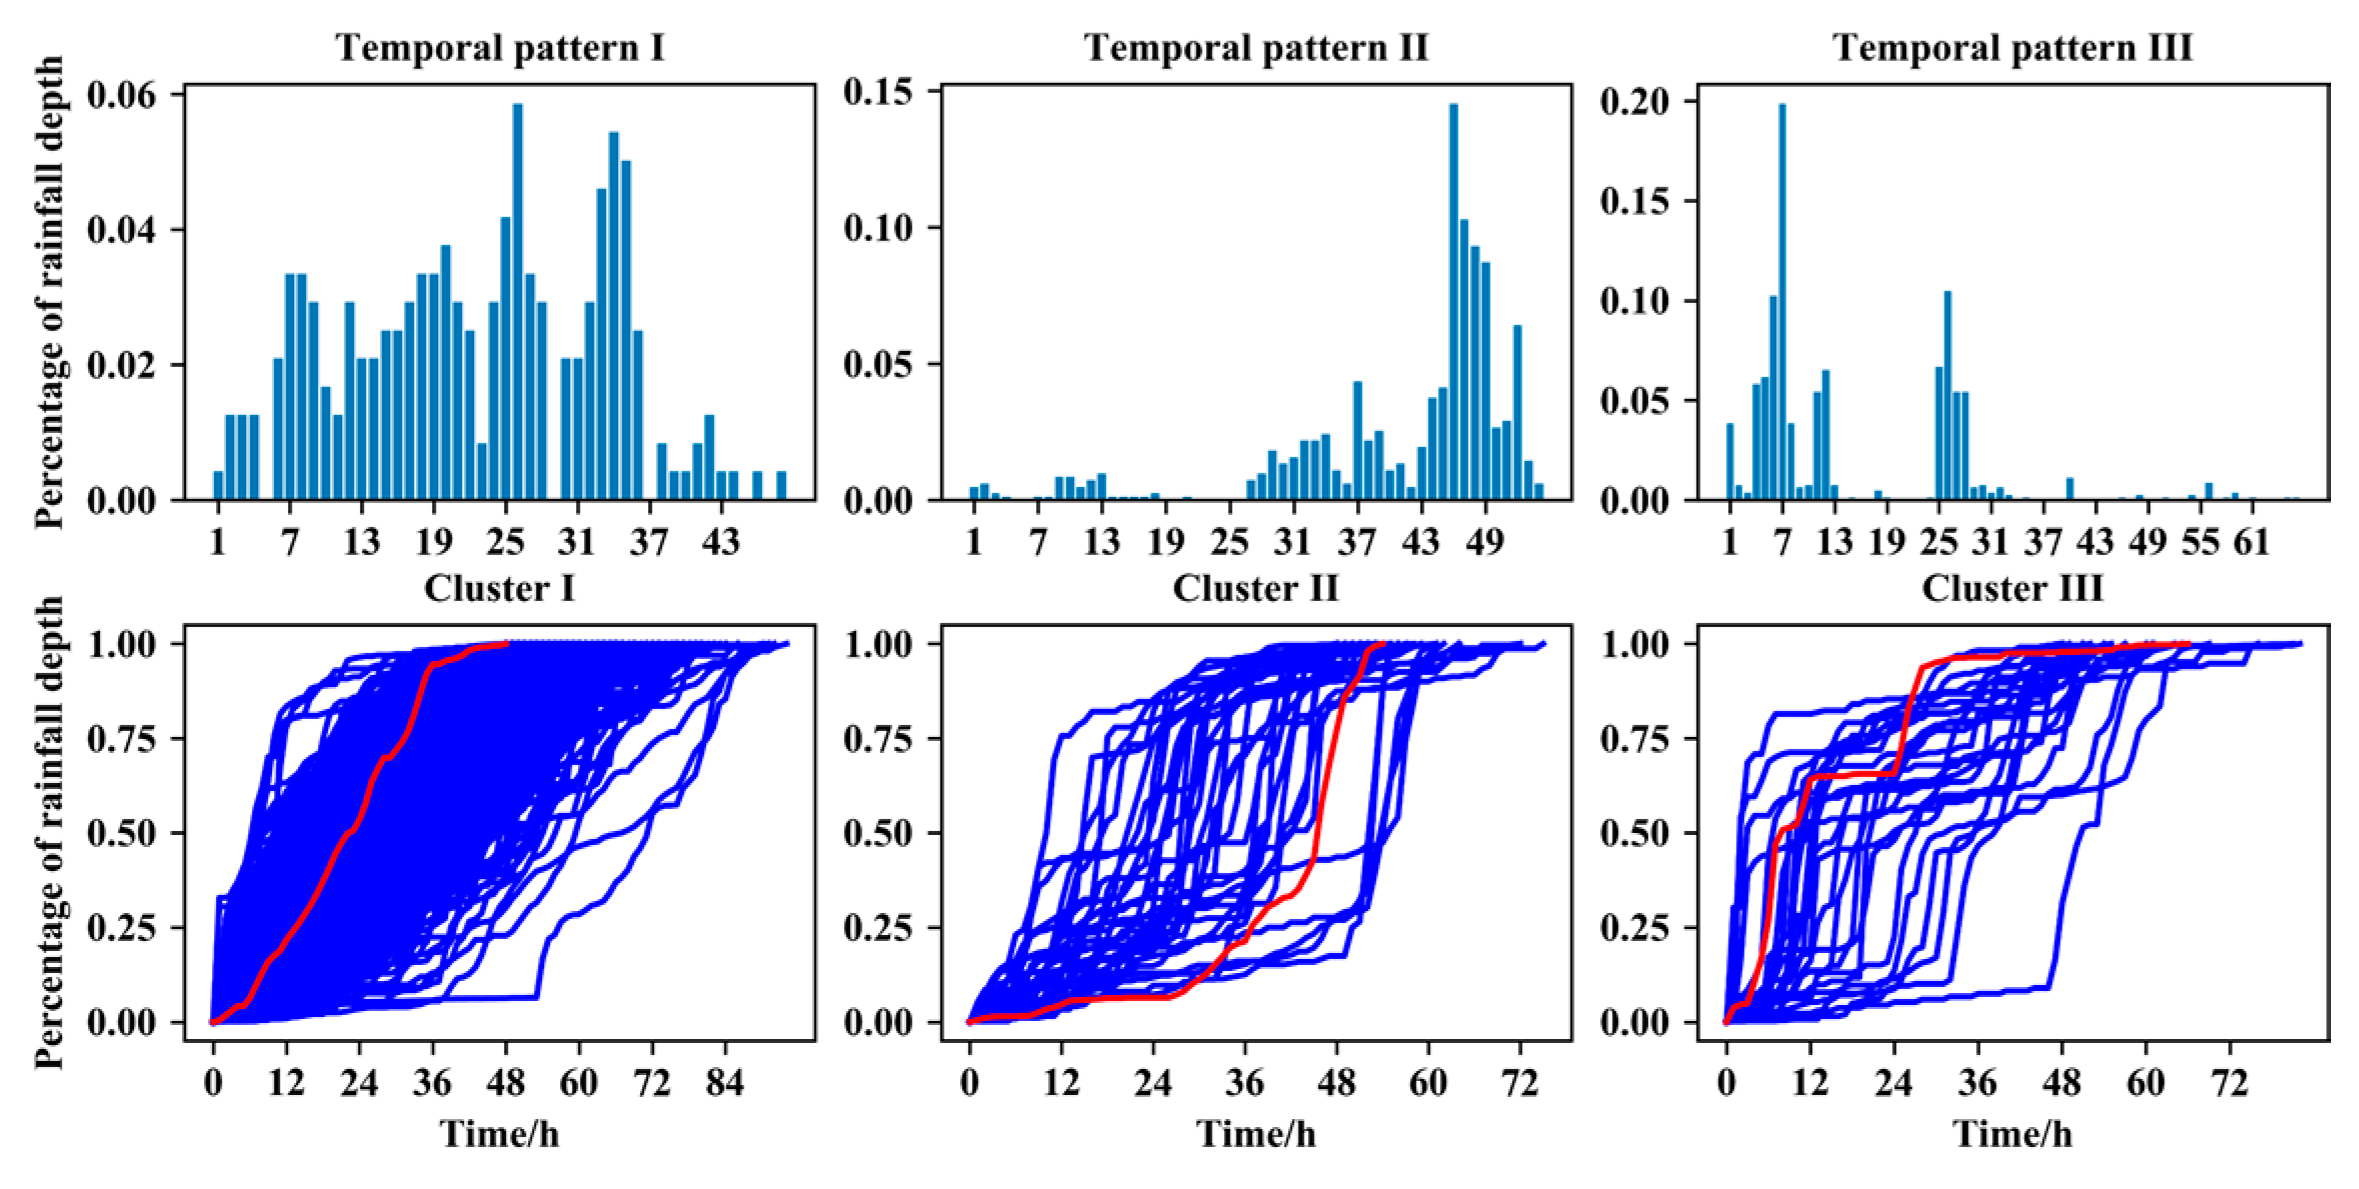 Temporal pattern I
Temporal pattern II
Temporal pattern III
Percentage of rainfall depth
0.06
0.04
0.02
0.00
1 7 13 19 25 31 37 43
0.15
0.10
0.05
0.00
1 7 13 19 25 31 37 43 49
0.20
0.15
0.10
0.05
0.00
1 7 13 19 25 31 37 43 49 55 61
Cluster I
Cluster II
Cluster III
Percentage of rainfall depth
1.00
0.75
0.50
0.25
0.00
0 12 24 36 48 60 72 84
Time/h
1.00
0.75
0.50
0.25
0.00
0 12 24 36 48 60 72
Time/h
1.00
0.75
0.50
0.25
0.00
0 12 24 36 48 60 72
Time/h